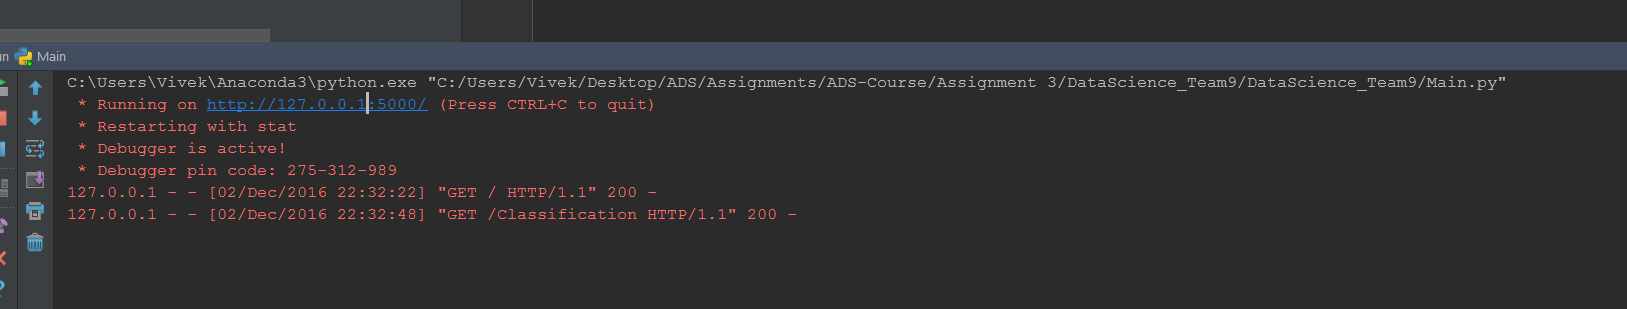 un Main
C:\Users\Vivek\Anaconda3\python.exe "C:/Users/Vivek/Desktop/ADS/Assignments/ADS-Course/Assignment 3/DataScience_Team9/DataScience_Team9/Main.py"
* Running on http://127.0.0.1:5000/ (Press CTRL+C to quit)
* Restarting with stat
* Debugger is active!
* Debugger pin code: 275-312-989
127.0.0.1 - - [02/Dec/2016 22:32:22] "GET / HTTP/1.1" 200 -
127.0.0.1 - - [02/Dec/2016 22:32:48] "GET /Classification HTTP/1.1" 200 -